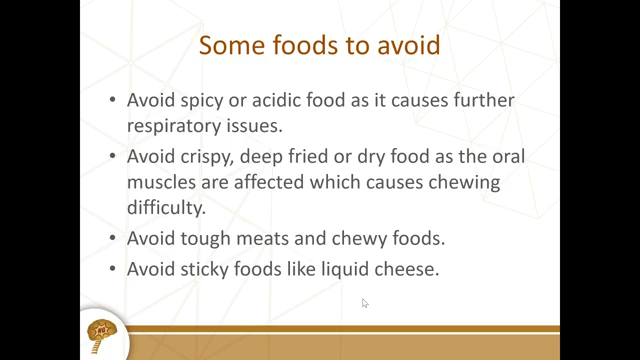 Some foods to avoid
• Avoid spicy or acidic food as it causes further
respiratory issues.
• Avoid crispy, deep fried or dry food as the oral
muscles are affected which causes chewing
difficulty.
• Avoid tough meats and chewy foods.
• Avoid sticky foods like liquid cheese.